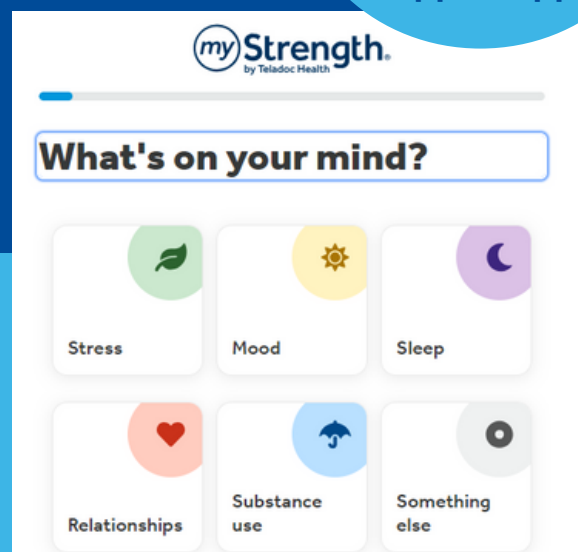 myStrength®
by Teladoc Health
What's on your mind?
Stress
Mood
Sleep
Relationships
Substance
use
Something
else